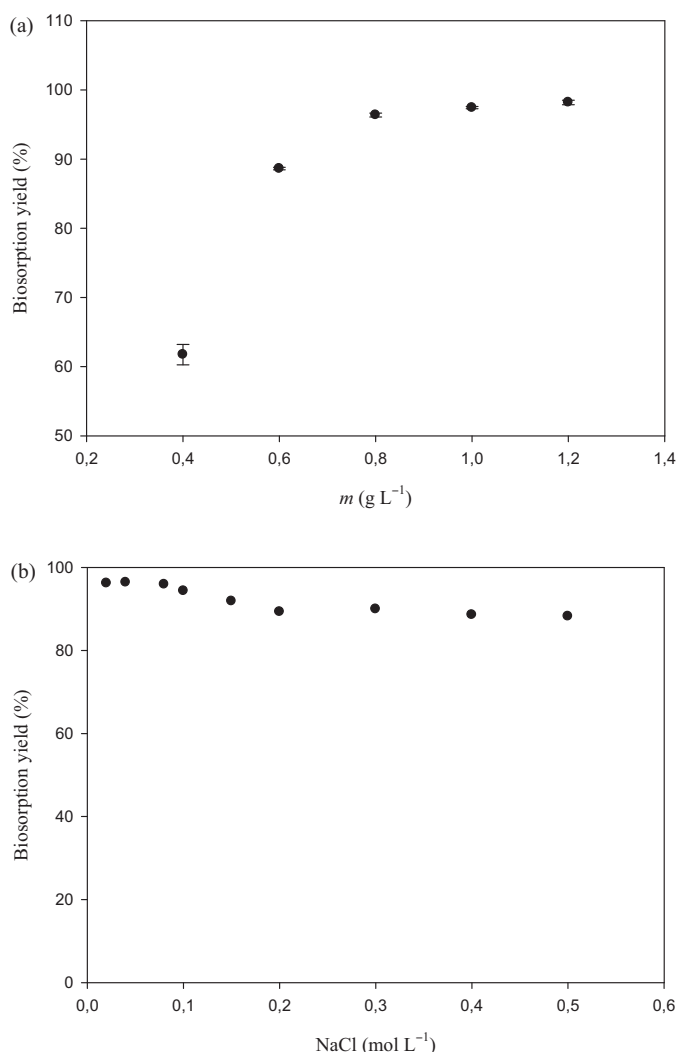 (a)
110
100
90
80
70
60
50
Biosorption yield (%)
0,2 0,4 0,6 0,8 1,0 1,2 1,4
m (g L⁻¹)
(b)
100
80
60
40
20
0
Biosorption yield (%)
0,0 0,1 0,2 0,3 0,4 0,5 0,6
NaCl (mol L⁻¹)